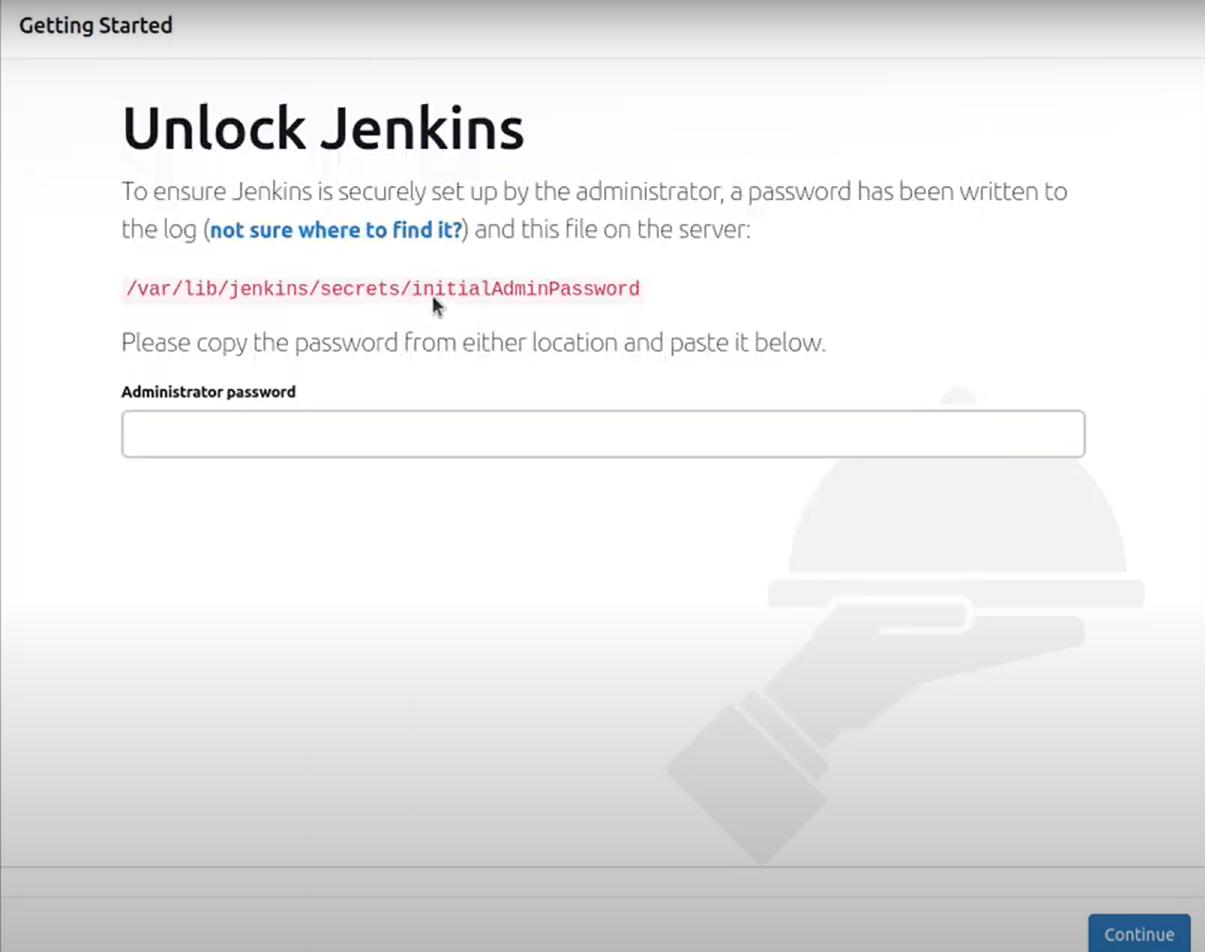 Getting Started
Unlock Jenkins
To ensure Jenkins is securely set up by the administrator, a password has been written to
the log (not sure where to find it?) and this file on the server:
/var/lib/jenkins/secrets/initialAdminPassword
Please copy the password from either location and paste it below.
Administrator password
Continue